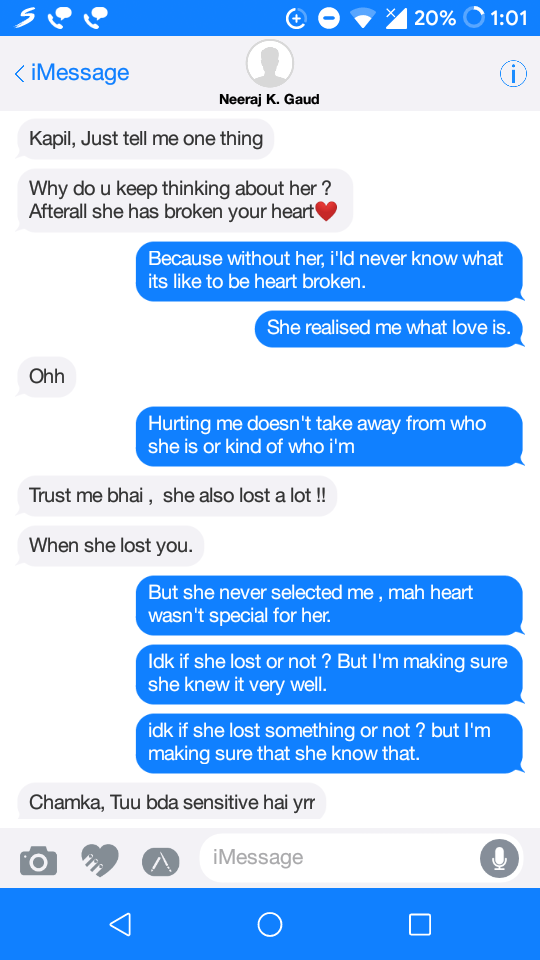 20% 1:01
iMessage
Neeraj K. Gaud
Kapil, Just tell me one thing
Why do u keep thinking about her ?
Afterall she has broken your heart❤️
Because without her, i'ld never know what
its like to be heart broken.
She realised me what love is.
Ohh
Hurting me doesn't take away from who
she is or kind of who i'm
Trust me bhai , she also lost a lot !!
When she lost you.
But she never selected me , mah heart
wasn't special for her.
Idk if she lost or not ? But I'm making sure
she knew it very well.
idk if she lost something or not ? but I'm
making sure that she know that.
Chamka, Tuu bda sensitive hai yrr
iMessage